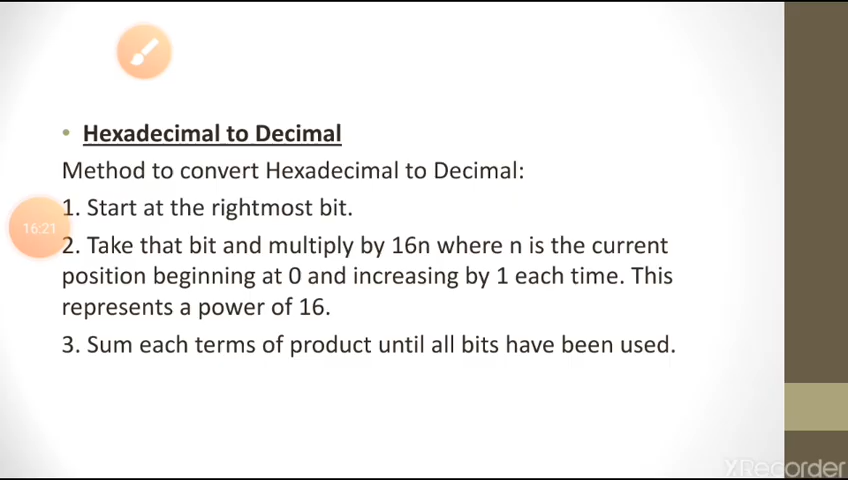 Hexadecimal to Decimal
Method to convert Hexadecimal to Decimal:
1. Start at the rightmost bit.
16:21
2. Take that bit and multiply by 16n where n is the current
position beginning at 0 and increasing by 1 each time. This
represents a power of 16.
3. Sum each terms of product until all bits have been used.
XRecorder